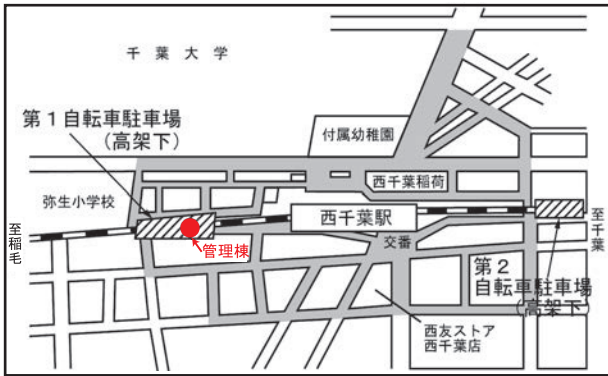 千葉大学
第1自転車駐車場
(高架下)
付属幼稚園
西千葉稲荷
弥生小学校
西千葉駅
至稲毛
至千葉
管理棟
交番
第2
自転車駐車場
(高架下)
西友ストア
西千葉店